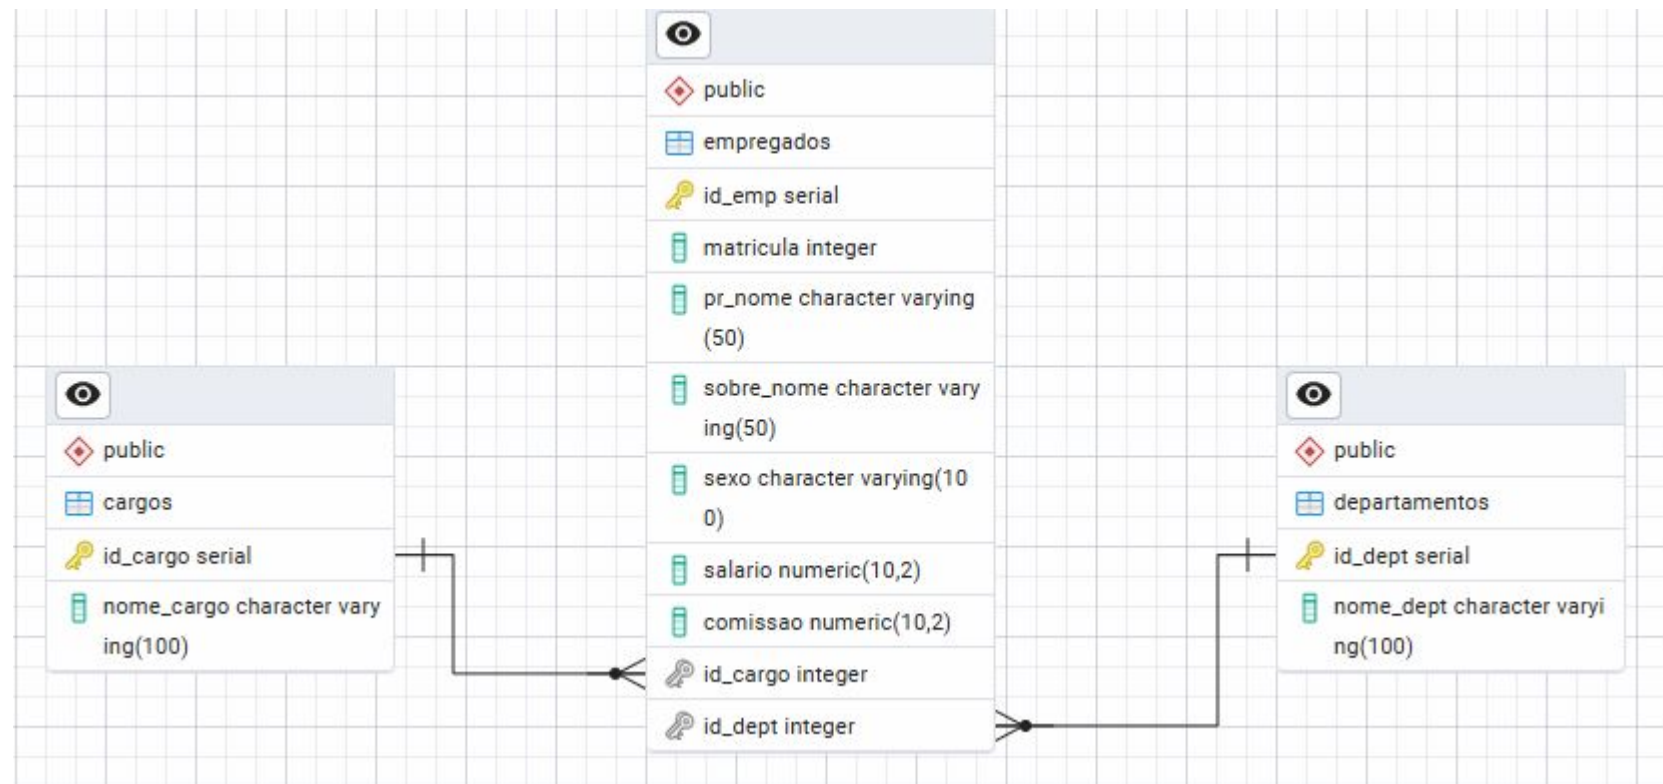 public
empregados
id_emp serial
matricula integer
pr_nome character varying
(50)
sobre_nome character vary
ing(50)
sexo character varying(10
0)
salario numeric(10,2)
comissao numeric(10,2)
id_cargo integer
id_dept integer
public
cargos
id_cargo serial
nome_cargo character vary
ing(100)
public
departamentos
id_dept serial
nome_dept character varyi
ng(100)